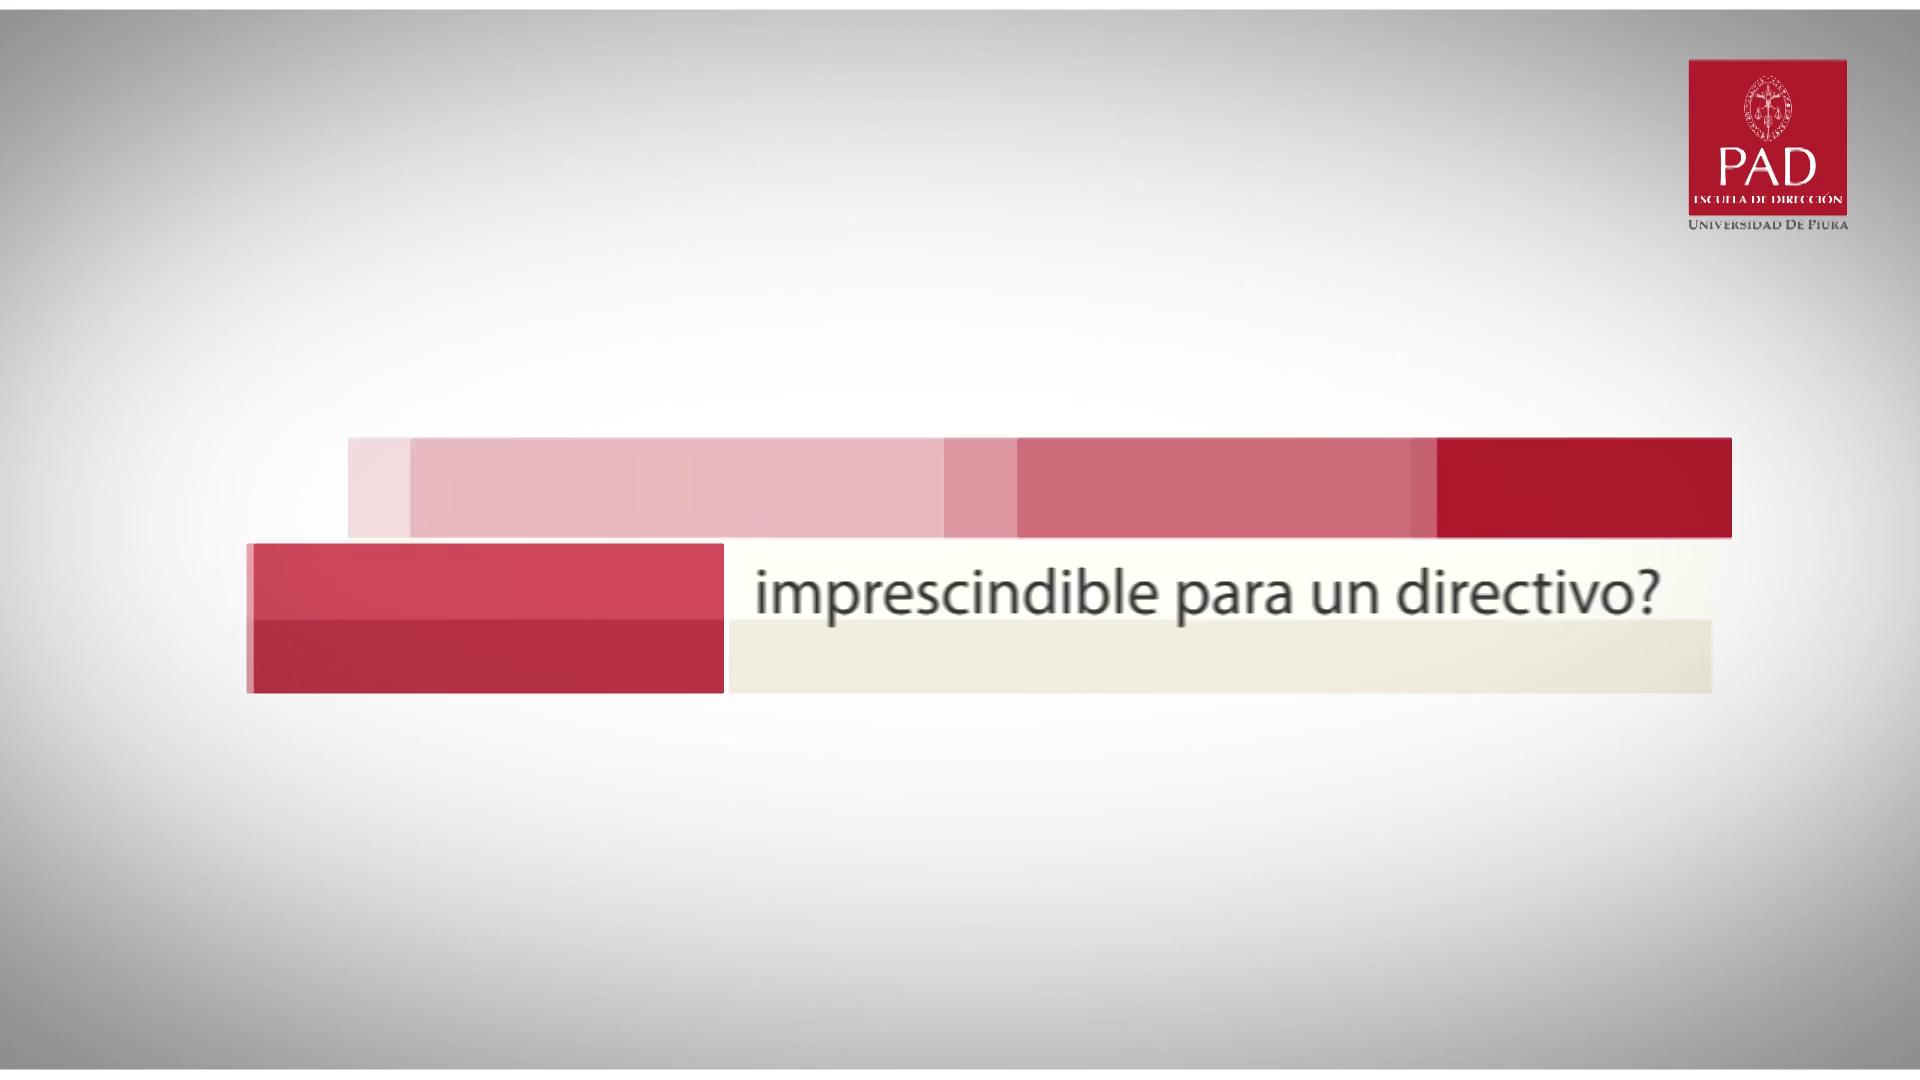 PAD
ESCUELA DE DIRECCIÓN
UNIVERSIDAD DE PIURA
imprescindible para un directivo?